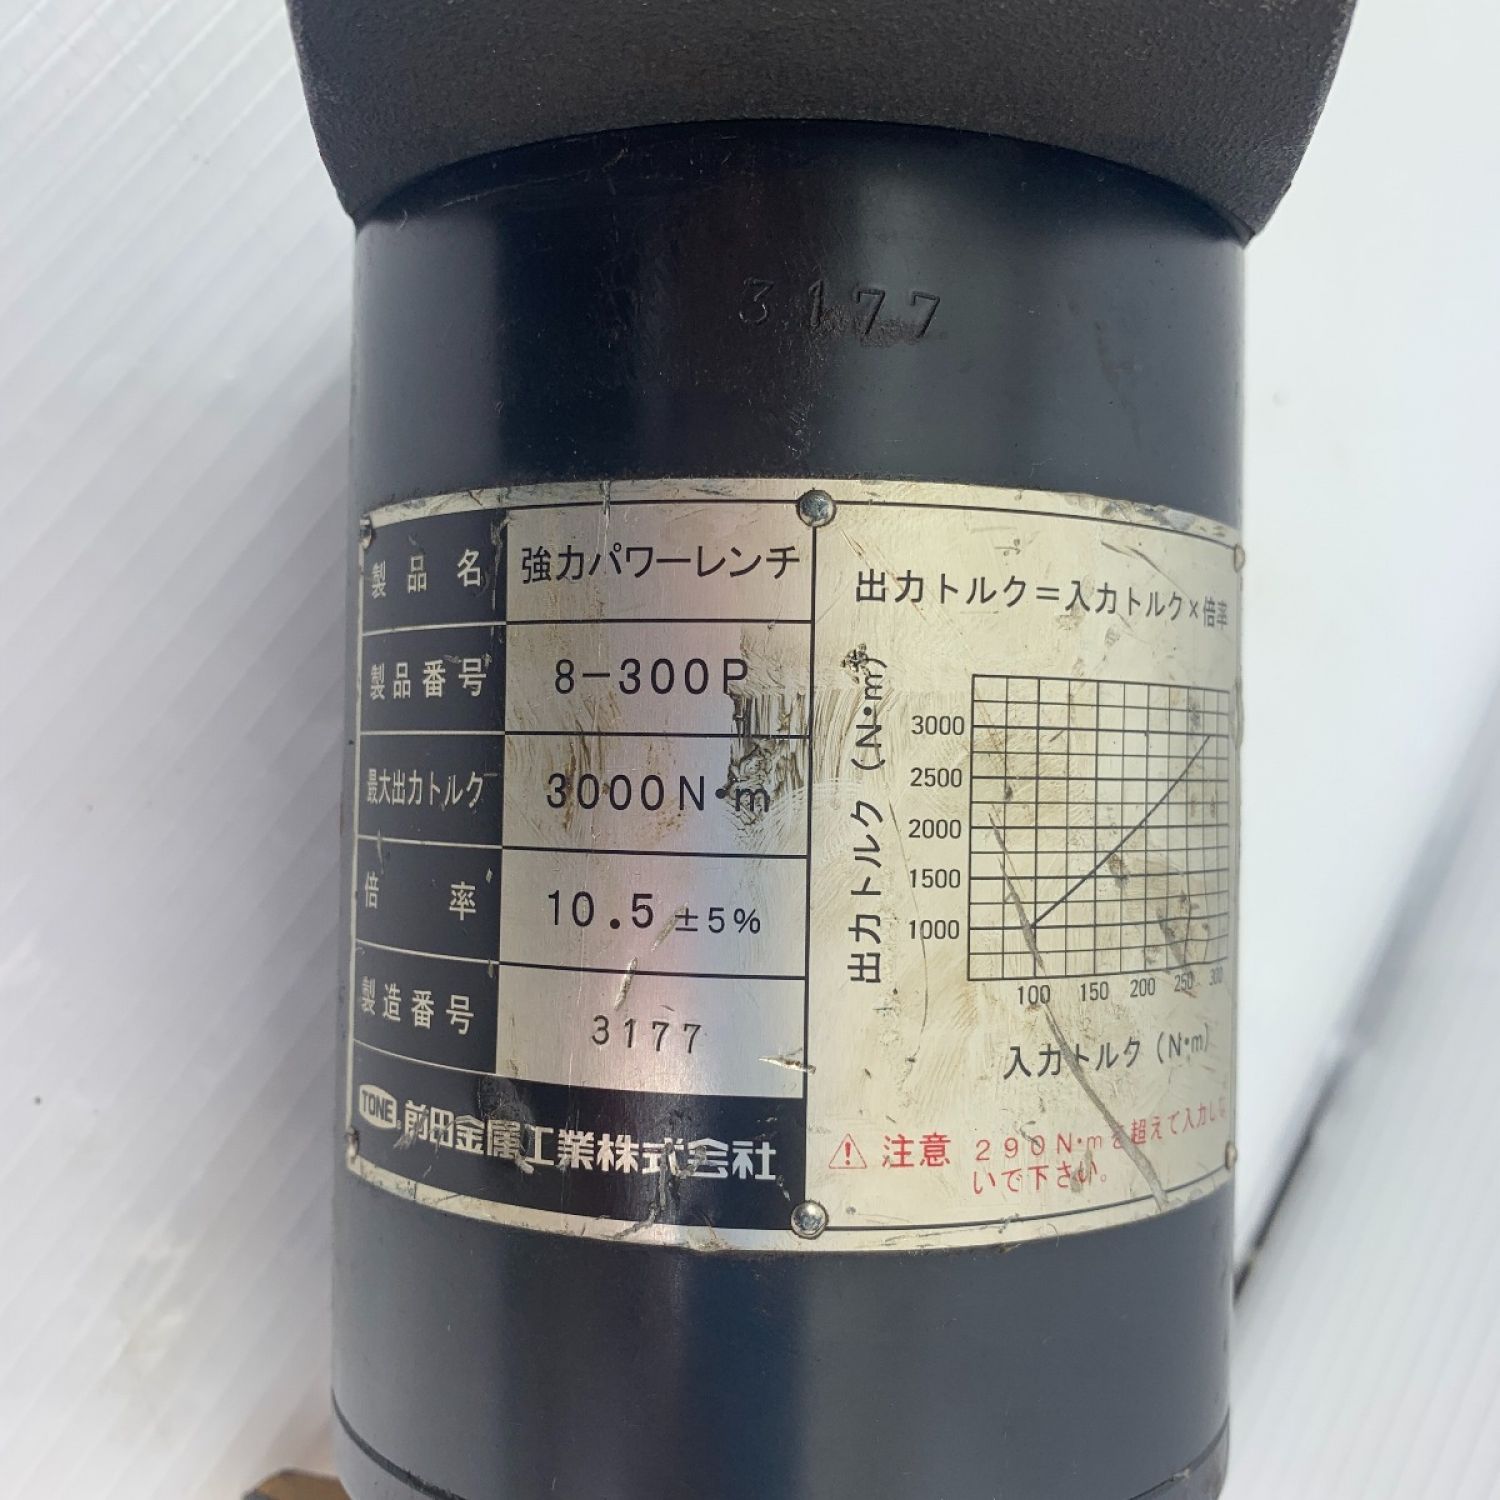 3177
製品名 強力パワーレンチ
製品番号 8-300P
最大出力トルク 3000N・m
倍率 10.5 ±5%
製造番号 3177
TONE 前田金属工業株式会社
出力トルク=入力トルク×倍率
出力トルク (N・m)
3000
2500
2000
1500
1000
100 150 200 250 300
入力トルク (N・m)
⚠ 注意 290N・mを超えて入力しな
いで下さい。